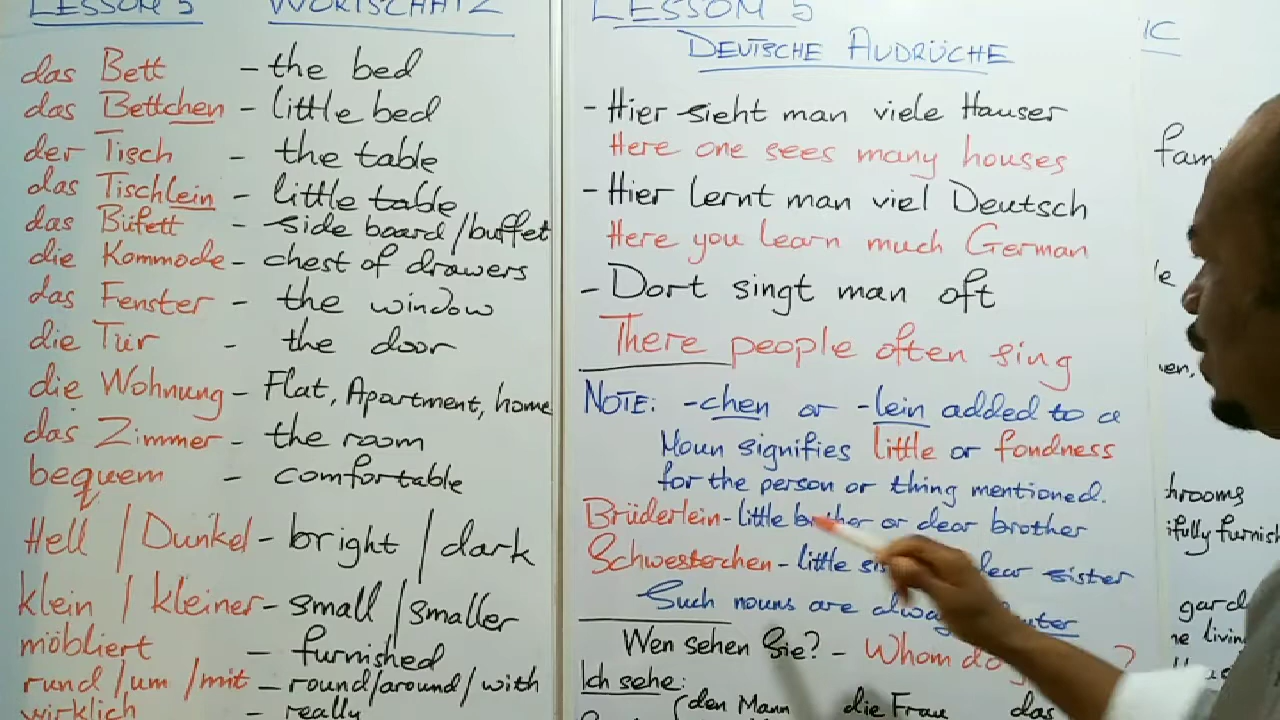 LESSON 5 WORTSCHATZ
das Bett - the bed
das Bettchen - little bed
der Tisch - the table
das Tischlein - little table
das Büfett - side board/buffet
die Kommode - chest of drawers
das Fenster - the window
die Tür - the door
die Wohnung - Flat, Apartment, home
das Zimmer - the room
bequem - comfortable
Hell / Dunkel - bright / dark
klein / kleiner - small / smaller
möbliert - furnished
rund / um / mit - round/around/with
wirklich - really
LESSON 5
DEUTSCHE AUDRÜCHE
- Hier sieht man viele Hauser
Here one sees many houses
- Hier lernt man viel Deutsch
Here you learn much German
- Dort singt man oft
There people often sing
NOTE: -chen or -lein added to a
Noun signifies little or fondness
for the person or thing mentioned.
Brüderlein - little brother or dear brother
Schwesterchen - little dear sister
Such nouns are
Wen sehen Sie? - Whom do ?
Ich sehe:
den Mann die Frau das
IC
hrooms